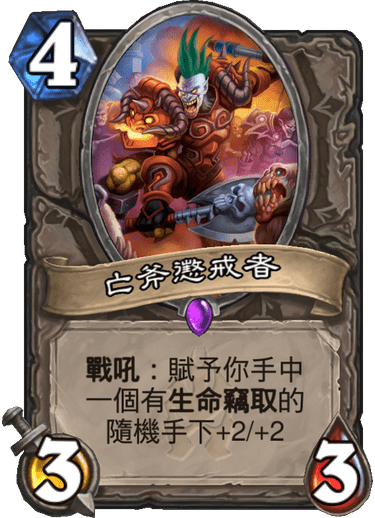 4
亡斧懲戒者
戰吼：賦予你手中
一個有生命竊取的
隨機手下+2/+2
3
3